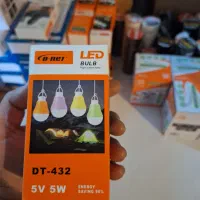 LED
BULB
DT-432
5V 5W
ENERGY
SAVING 80%